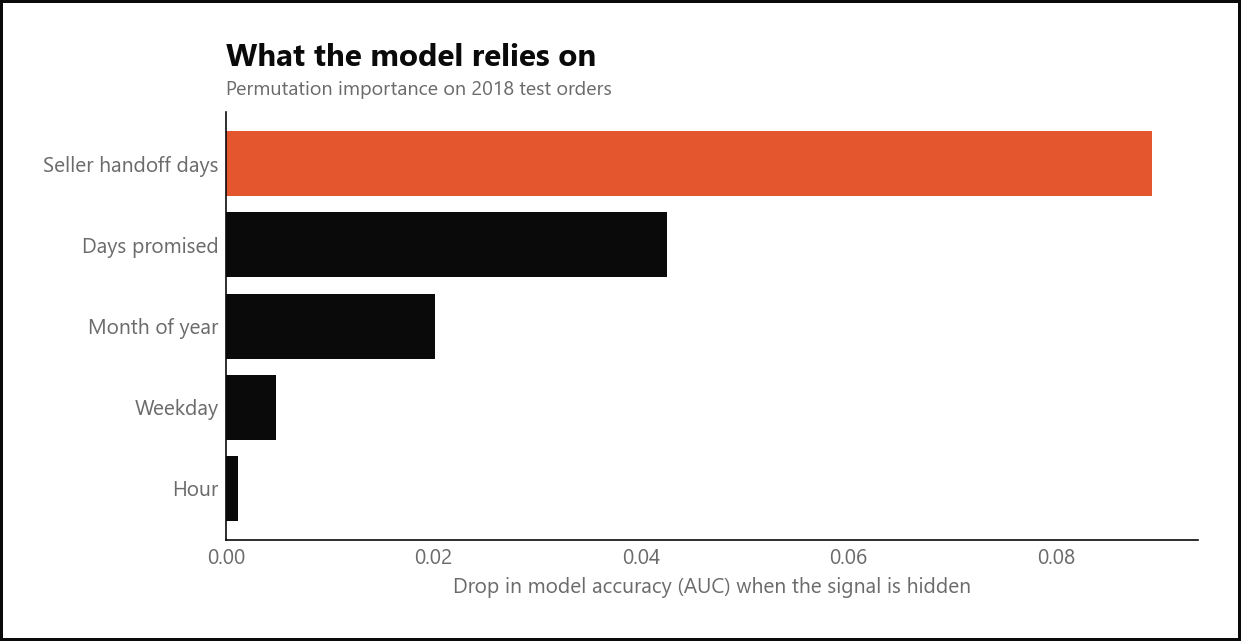 What the model relies on
Permutation importance on 2018 test orders
Seller handoff days
Days promised
Month of year
Weekday
Hour
0.00 0.02 0.04 0.06 0.08
Drop in model accuracy (AUC) when the signal is hidden